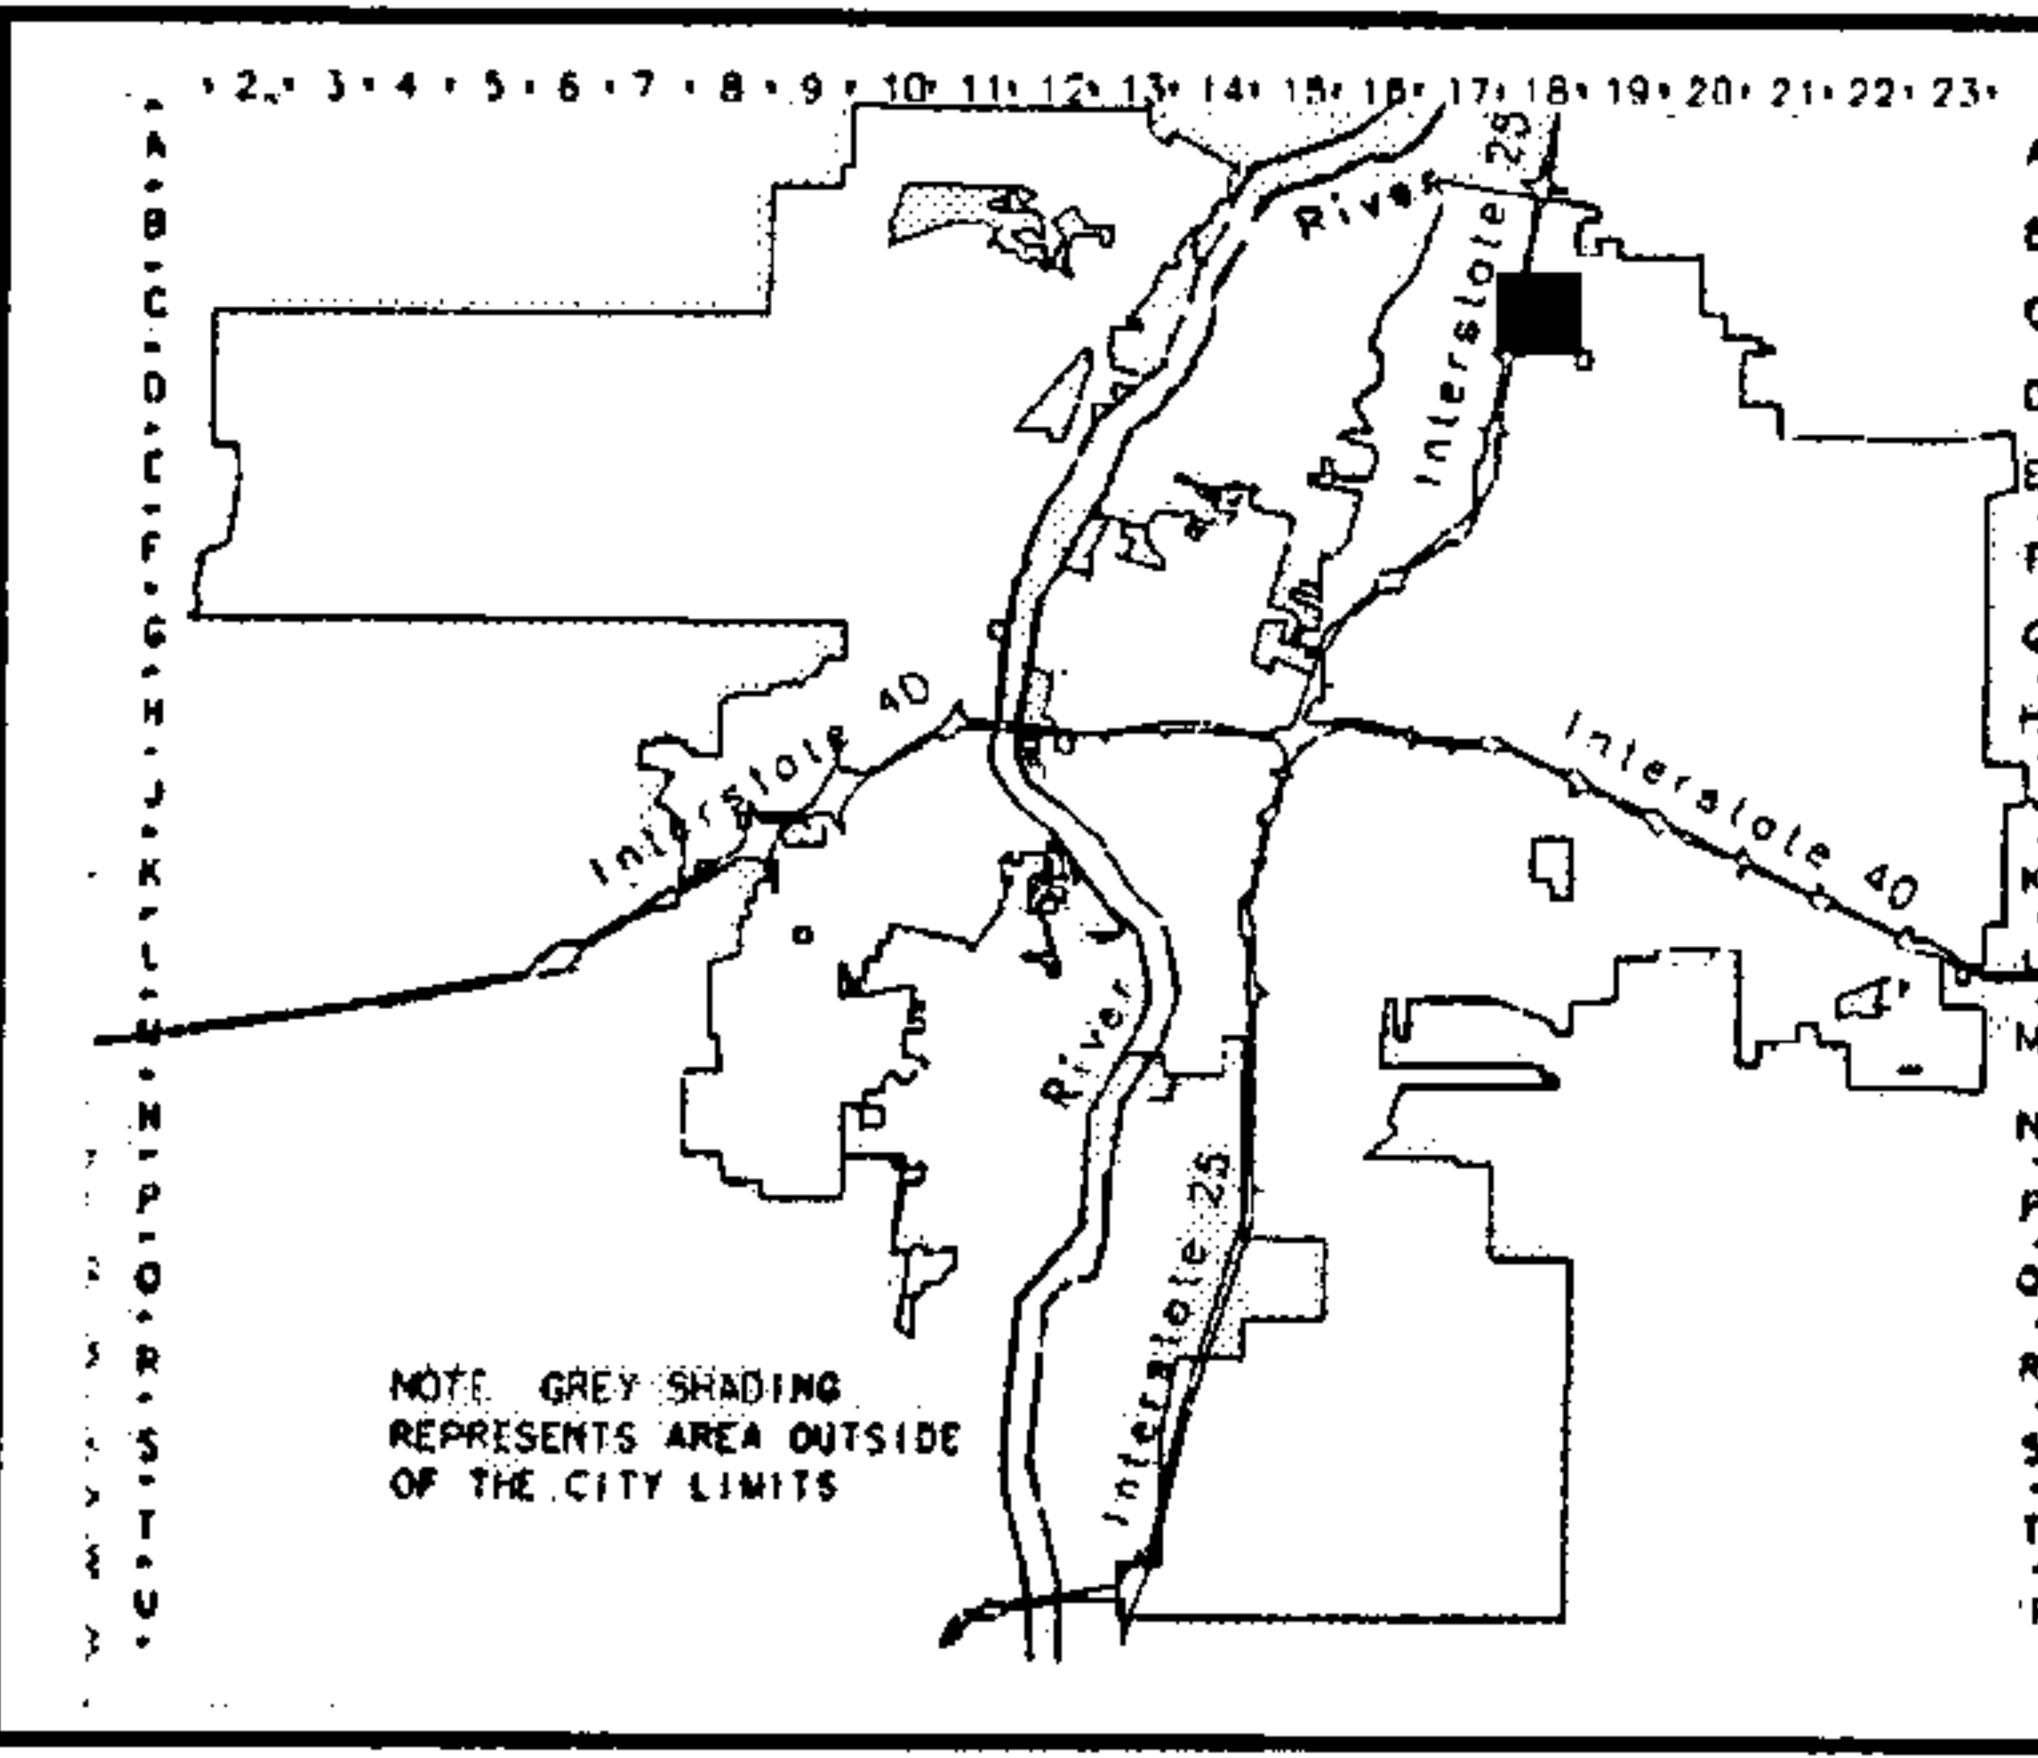 2 3 4 5 6 7 8 9 10 11 12 13 14 15 16 17 18 19 20 21 22 23
A
B
C
D
E
F
G
H
J
K
L
M
N
P
Q
R
S
T
U
River
Interstate 25
Interstate 40
Interstate 40
River
Interstate 25
NOTE GREY SHADING
REPRESENTS AREA OUTSIDE
OF THE CITY LIMITS